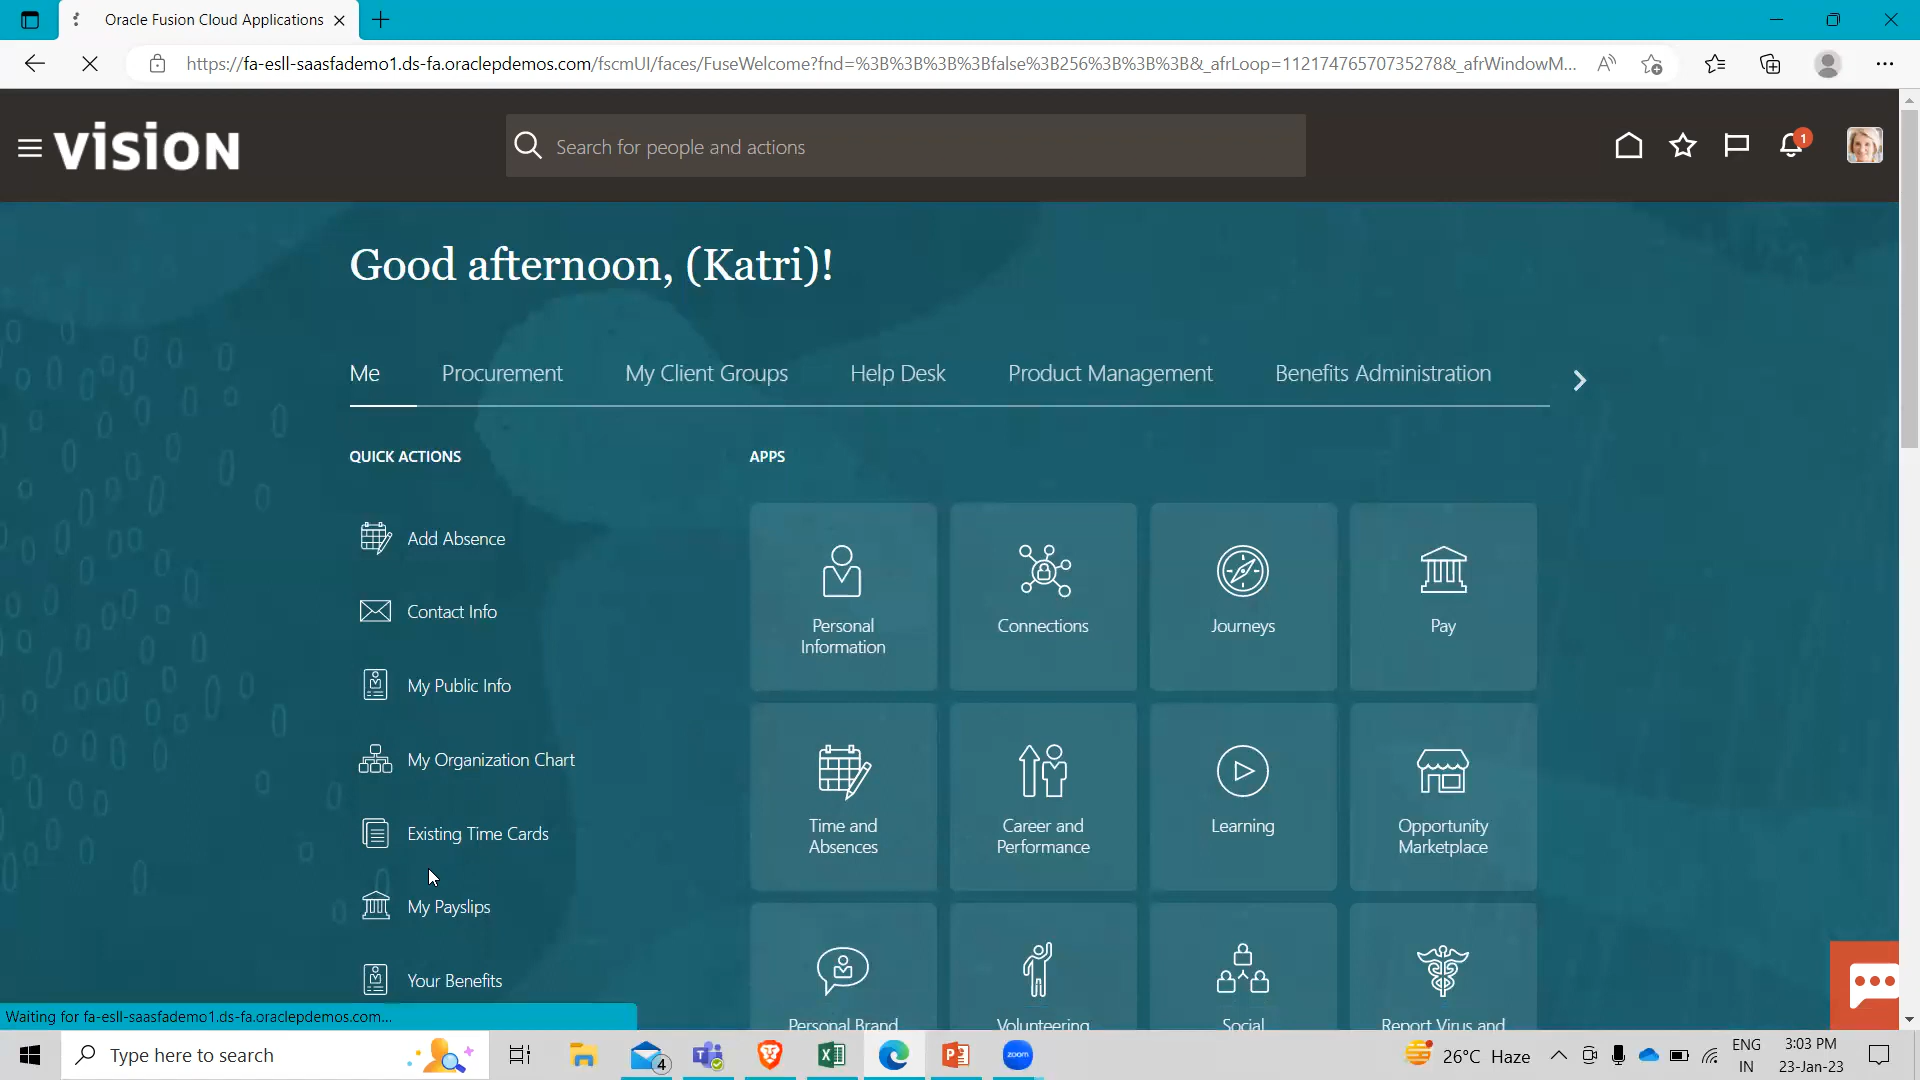 Oracle Fusion Cloud Applications
https://fa-esll-saasfademo1.ds-fa.oraclepdemos.com/fscmUI/faces/FuseWelcome?fnd=%3B%3B%3B%3Bfalse%3B256%3B%3B%3B&_afrLoop=11217476570735278&_afrWindowM...
VISION
Search for people and actions
1
Good afternoon, (Katri)!
Me Procurement My Client Groups Help Desk Product Management Benefits Administration
QUICK ACTIONS
Add Absence
Contact Info
My Public Info
My Organization Chart
Existing Time Cards
My Payslips
Your Benefits
APPS
Personal
Information
Connections
Journeys
Pay
Time and
Absences
Career and
Performance
Learning
Opportunity
Marketplace
Personal Brand
Volunteering
Social
Report Virus and
Waiting for fa-esll-saasfademo1.ds-fa.oraclepdemos.com...
Type here to search
4
zoom
26°C Haze
ENG
IN
3:03 PM
23-Jan-23